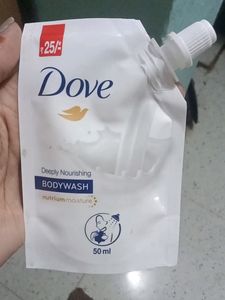 ₹25/-
Dove
Deeply Nourishing
BODYWASH
nutriummoisture
50 ml